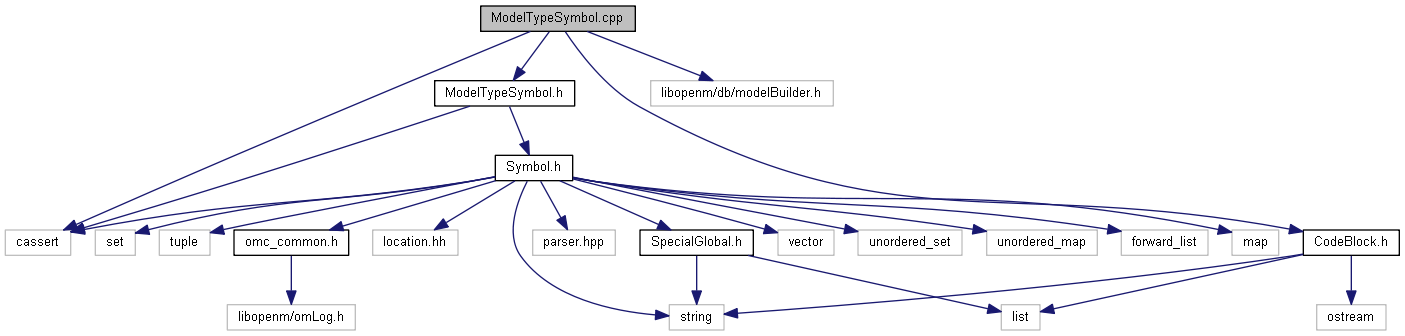 ModelTypeSymbol.cpp
ModelTypeSymbol.h
libopenm/db/modelBuilder.h
Symbol.h
cassert
set
tuple
omc_common.h
location.hh
parser.hpp
SpecialGlobal.h
vector
unordered_set
unordered_map
forward_list
map
CodeBlock.h
libopenm/omLog.h
string
list
ostream